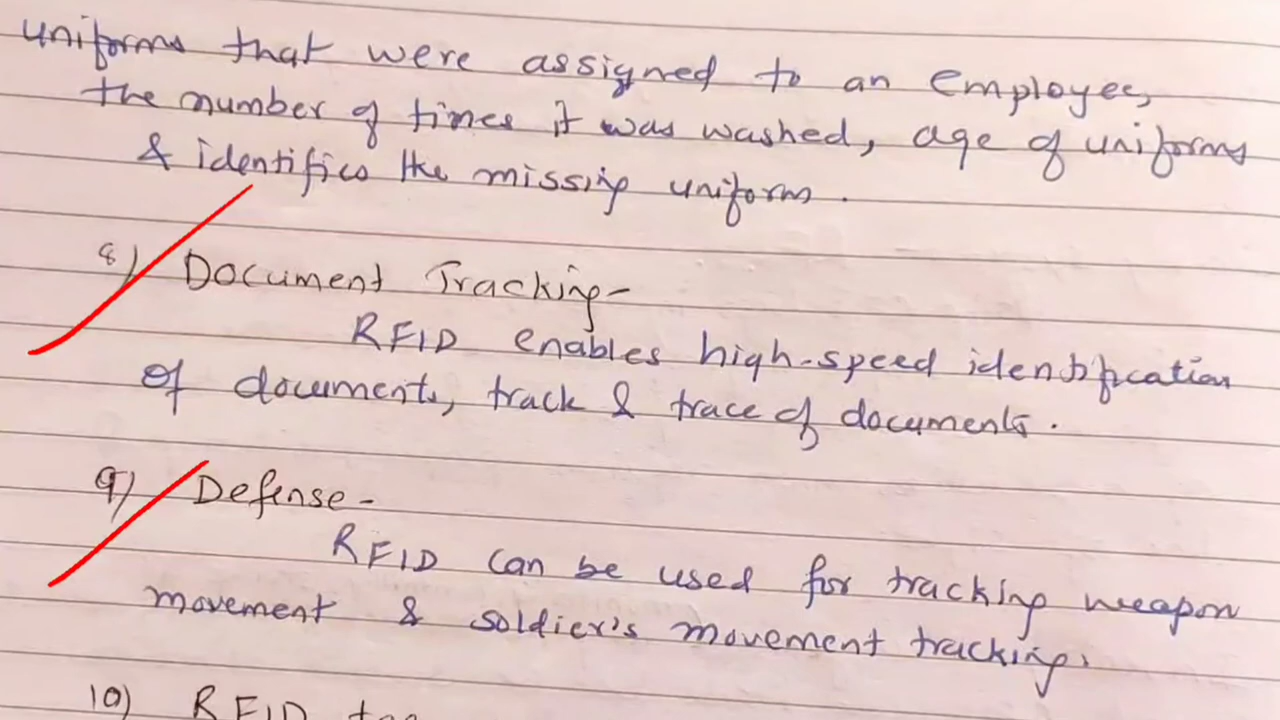 uniforms that were assigned to an employee,
the number of times it was washed, age of uniforms
& identifies the missing uniform.
8) Document Tracking-
RFID enables high-speed identification
of documents, track & trace of documents.
9) Defense-
RFID can be used for tracking weapon
movement & soldier's movement tracking.
10) RFID tag